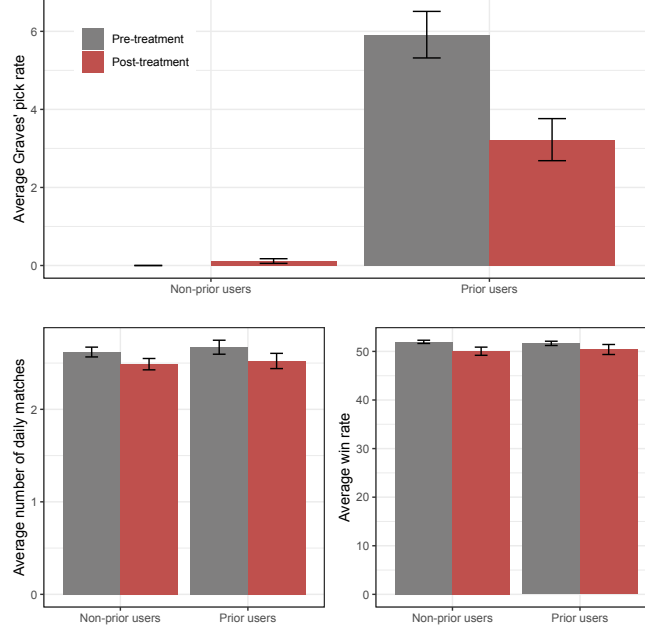 Average Graves' pick rate
6
4
2
0
Pre-treatment
Post-treatment
Non-prior users
Prior users
Average number of daily matches
2
1
0
Non-prior users
Prior users
Average win rate
50
40
30
20
10
0
Non-prior users
Prior users